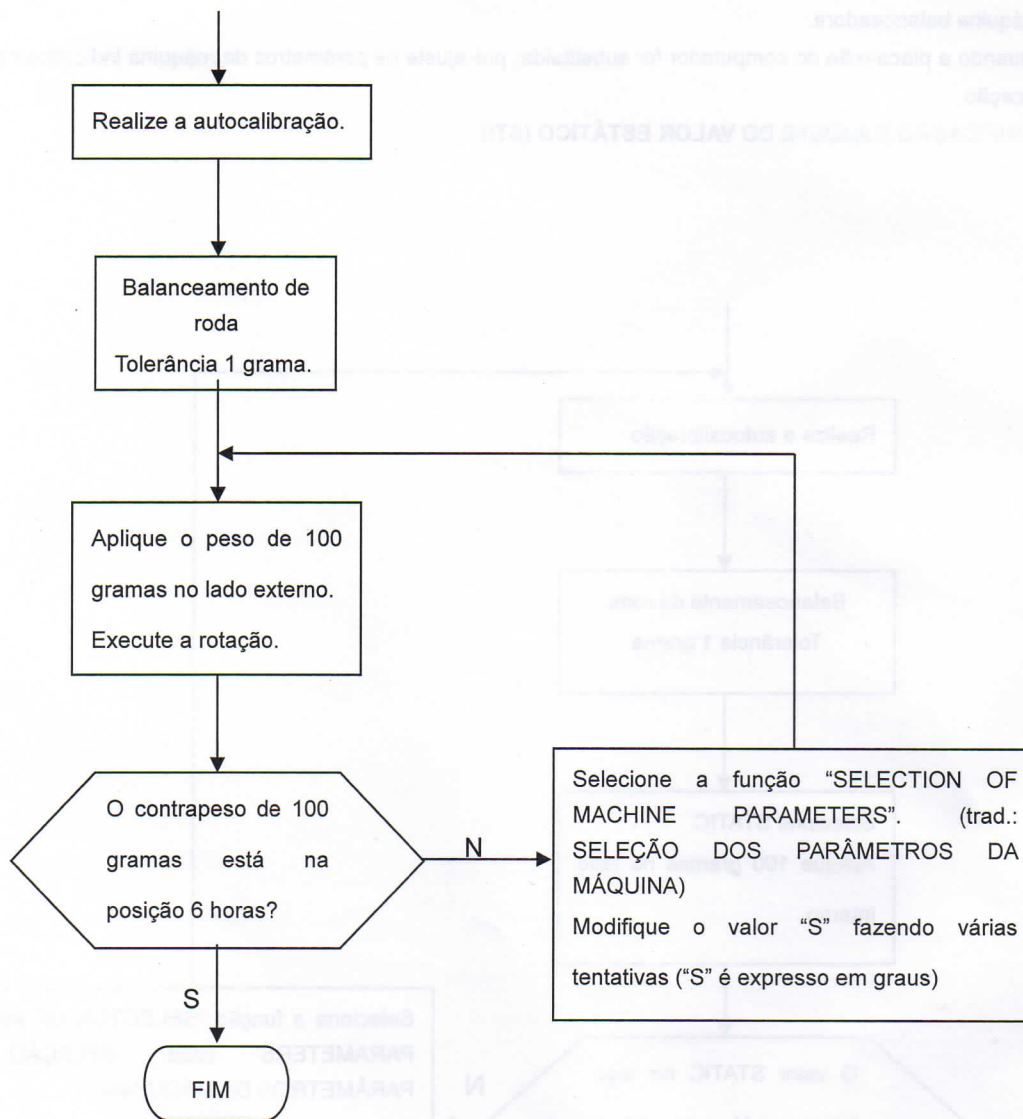 Realize a autocalibração.
Balanceamento de
roda
Tolerância 1 grama.
Aplique o peso de 100
gramas no lado externo.
Execute a rotação.
O contrapeso de 100
gramas está na
posição 6 horas?
N
Selecione a função “SELECTION OF
MACHINE PARAMETERS”. (trad.:
SELEÇÃO DOS PARÂMETROS DA
MÁQUINA)
Modifique o valor “S” fazendo várias
tentativas (“S” é expresso em graus)
S
FIM